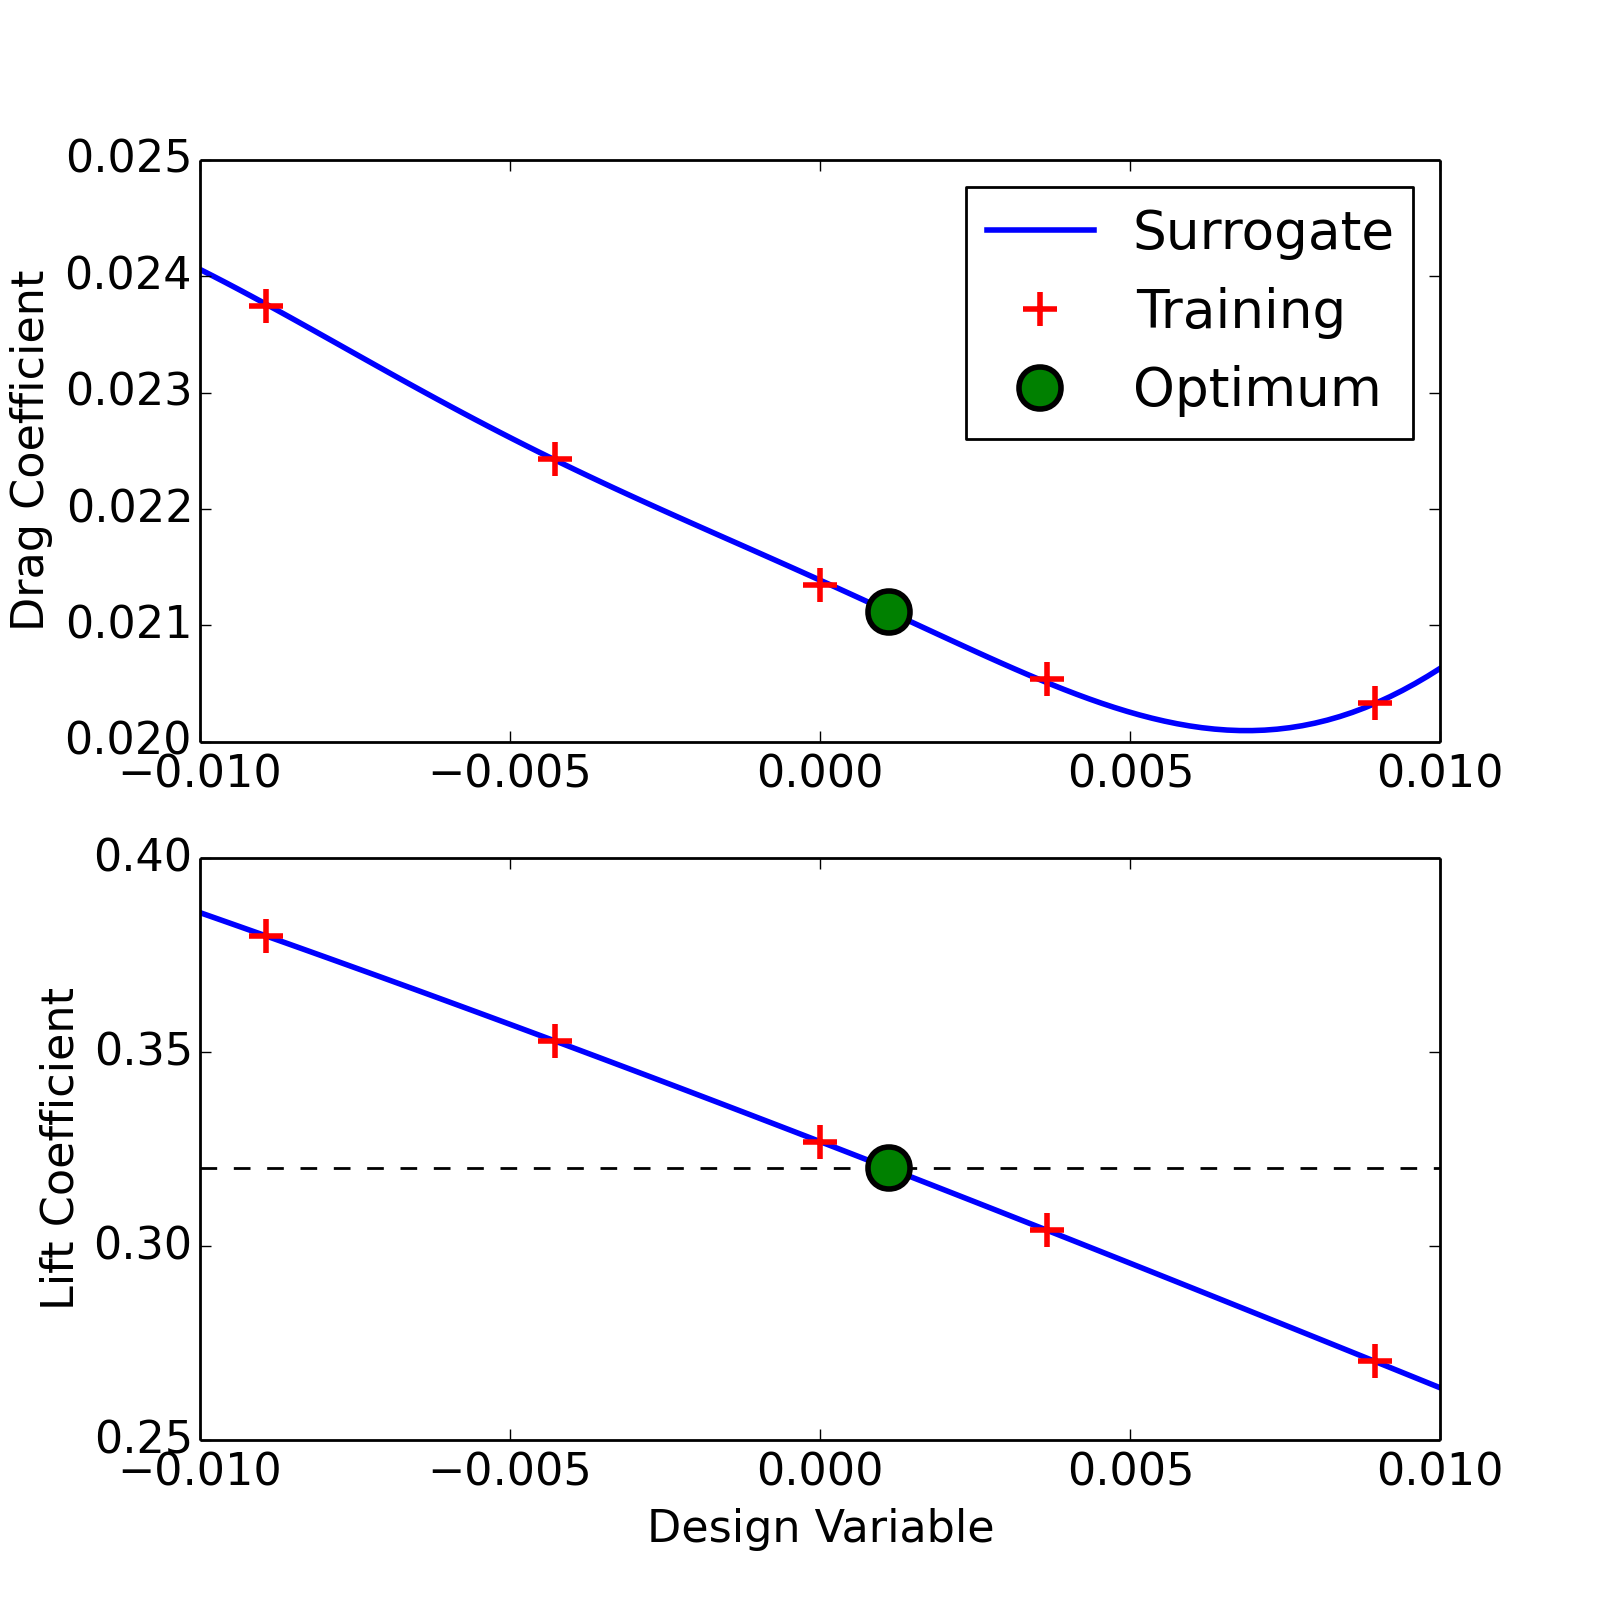 0.025
0.024
0.023
0.022
0.021
0.020
Drag Coefficient
Surrogate
Training
Optimum
−0.010 −0.005 0.000 0.005 0.010
0.40
0.35
0.30
0.25
Lift Coefficient
−0.010 −0.005 0.000 0.005 0.010
Design Variable